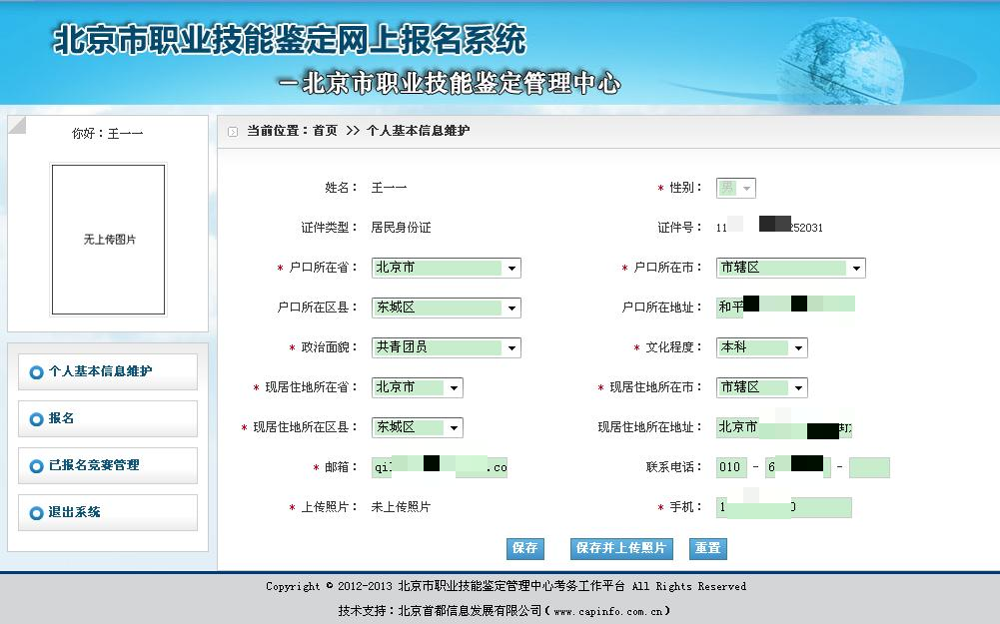 北京市职业技能鉴定网上报名系统
—北京市职业技能鉴定管理中心
你好：王一一
无上传图片
个人基本信息维护
报名
已报名竞赛管理
退出系统
当前位置：首页 >> 个人基本信息维护
姓名： 王一一 * 性别： 男
证件类型： 居民身份证 证件号： 11 252031
* 户口所在省： 北京市 * 户口所在市： 市辖区
户口所在区县： 东城区 户口所在地址： 和平
* 政治面貌： 共青团员 * 文化程度： 本科
* 现居住地所在省： 北京市 * 现居住地所在市： 市辖区
* 现居住地所在区县： 东城区 现居住地所在地址： 北京市
* 邮箱： qi .co 联系电话： 010 - 6 -
* 上传照片： 未上传照片 * 手机： 1 0
保存 保存并上传照片 重置
Copyright © 2012-2013 北京市职业技能鉴定管理中心考务工作平台 All Rights Reserved
技术支持：北京首都信息发展有限公司(www.capinfo.com.cn)